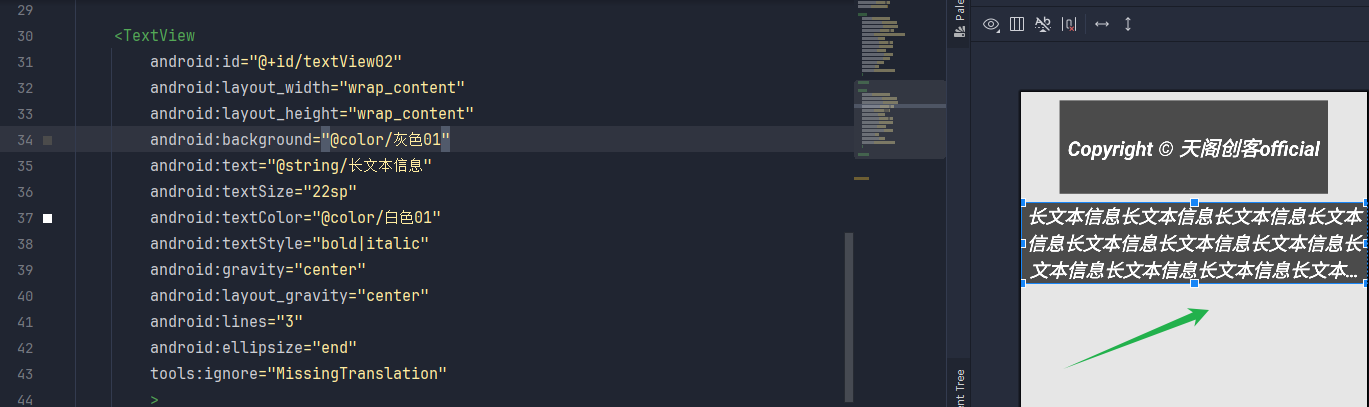 29
30 <TextView
31 android:id="@+id/textView02"
32 android:layout_width="wrap_content"
33 android:layout_height="wrap_content"
34 android:background="@color/灰色01"
35 android:text="@string/长文本信息"
36 android:textSize="22sp"
37 android:textColor="@color/白色01"
38 android:textStyle="bold|italic"
39 android:gravity="center"
40 android:layout_gravity="center"
41 android:lines="3"
42 android:ellipsize="end"
43 tools:ignore="MissingTranslation"
44 >
Pale
nt Tree
Copyright © 天阁创客official
长文本信息长文本信息长文本信息长文本
信息长文本信息长文本信息长文本信息长
文本信息长文本信息长文本信息长文本...